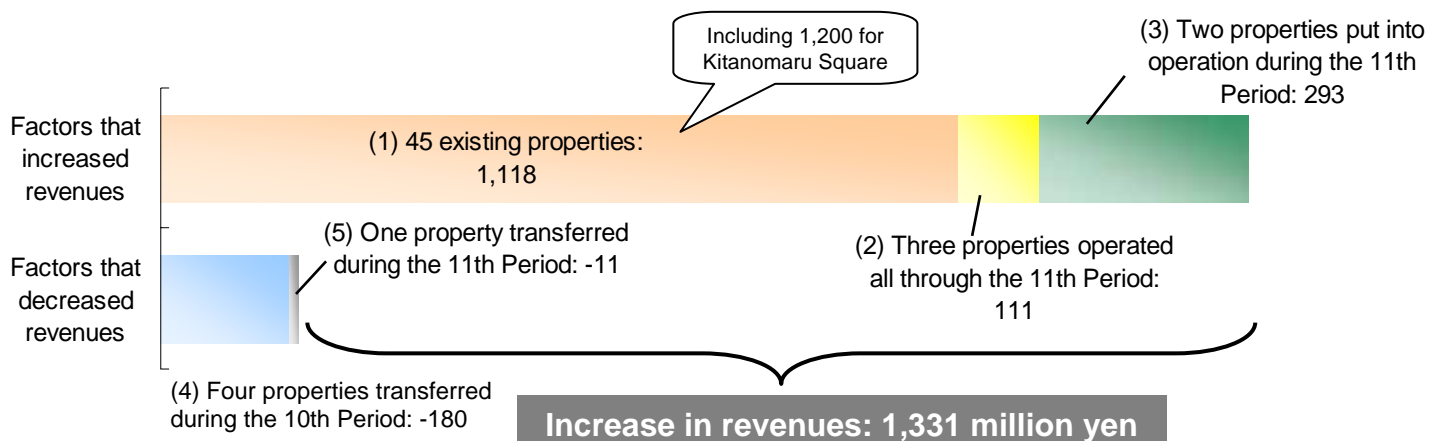 Including 1,200 for
Kitanomaru Square
(3) Two properties put into
operation during the 11th
Period: 293
Factors that
increased
revenues
(1) 45 existing properties:
1,118
(2) Three properties operated
all through the 11th Period:
111
Factors that
decreased
revenues
(5) One property transferred
during the 11th Period: -11
(4) Four properties transferred
during the 10th Period: -180
Increase in revenues: 1,331 million yen